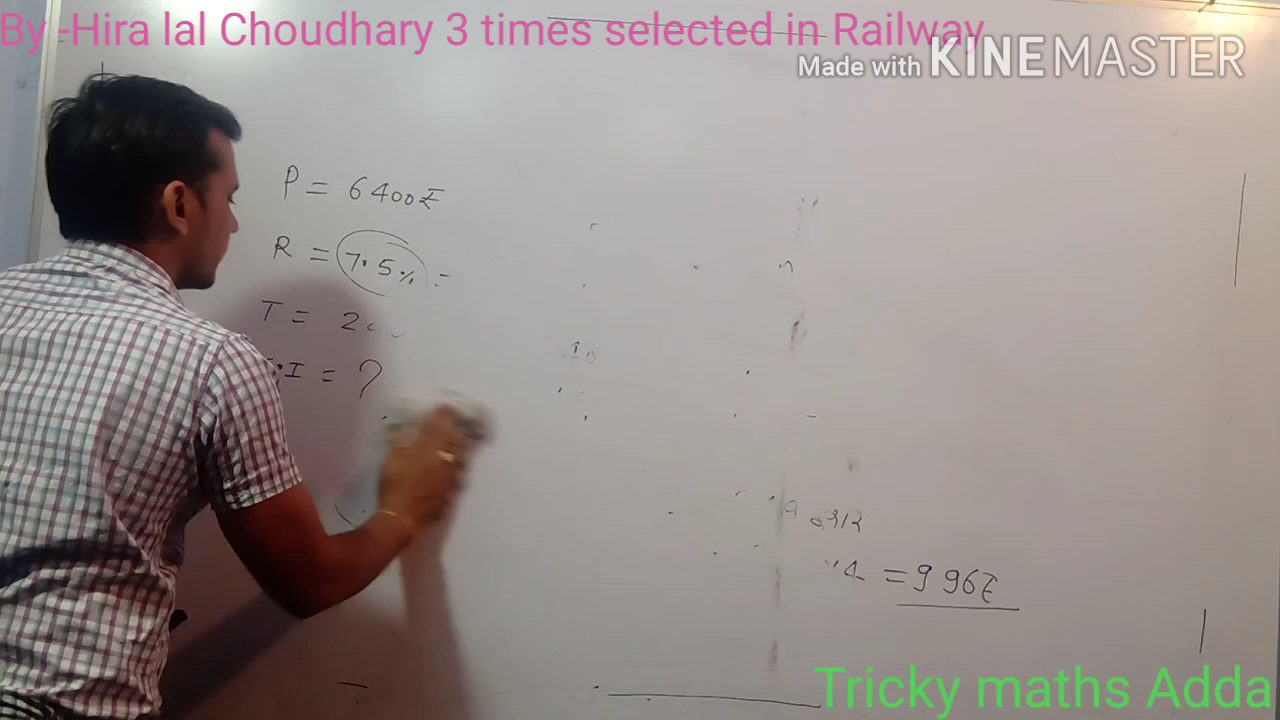 By -Hira lal Choudhary 3 times selected in Railway
Made with KINEMASTER
P = 6400₹
R = 7.5% =
T = 2
.I = ?
= 996₹
Tricky maths Adda